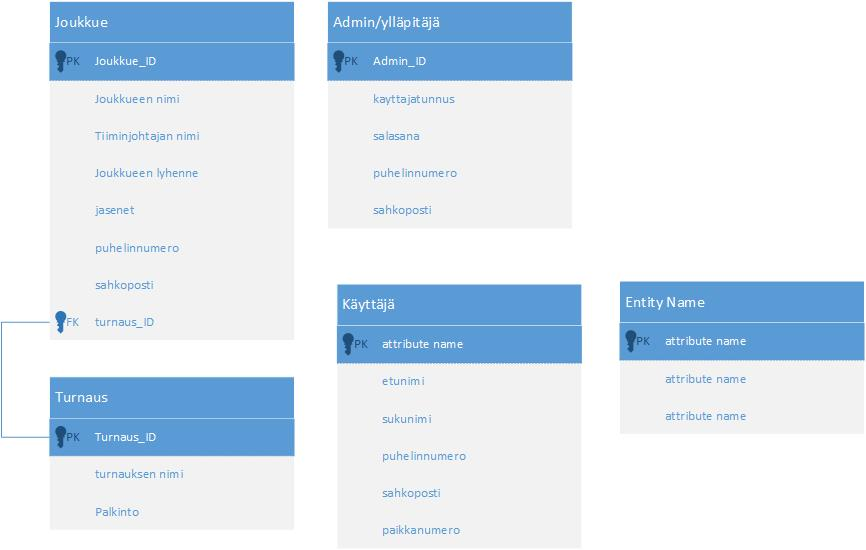 Joukkue
PK Joukkue_ID
Joukkueen nimi
Tiiminjohtajan nimi
Joukkueen lyhenne
jasenet
puhelinnumero
sahkoposti
FK turnaus_ID
Turnaus
PK Turnaus_ID
turnauksen nimi
Palkinto
Admin/ylläpitäjä
PK Admin_ID
kayttajatunnus
salasana
puhelinnumero
sahkoposti
Käyttäjä
PK attribute name
etunimi
sukunimi
puhelinnumero
sahkoposti
paikkanumero
Entity Name
PK attribute name
attribute name
attribute name